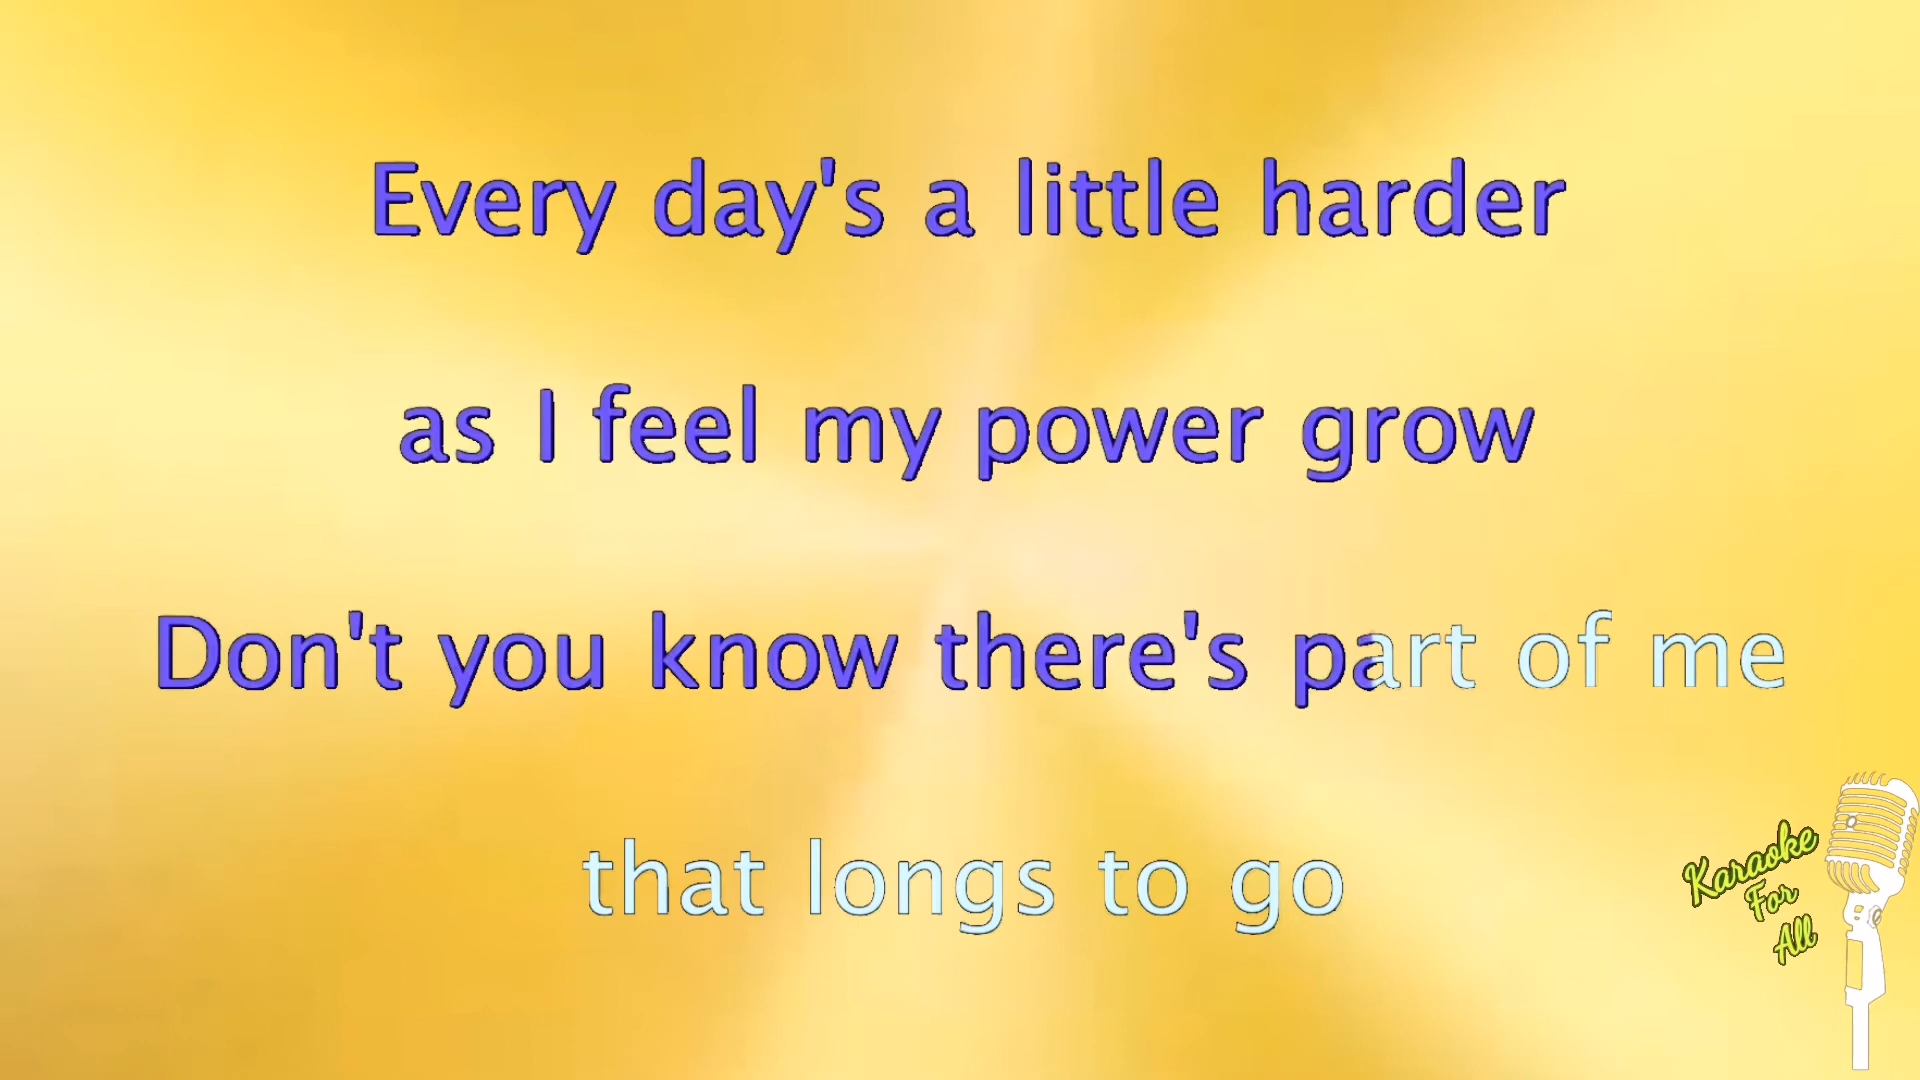 Every day's a little harder
as I feel my power grow
Don't you know there's part of me
that longs to go
Karaoke
For
All